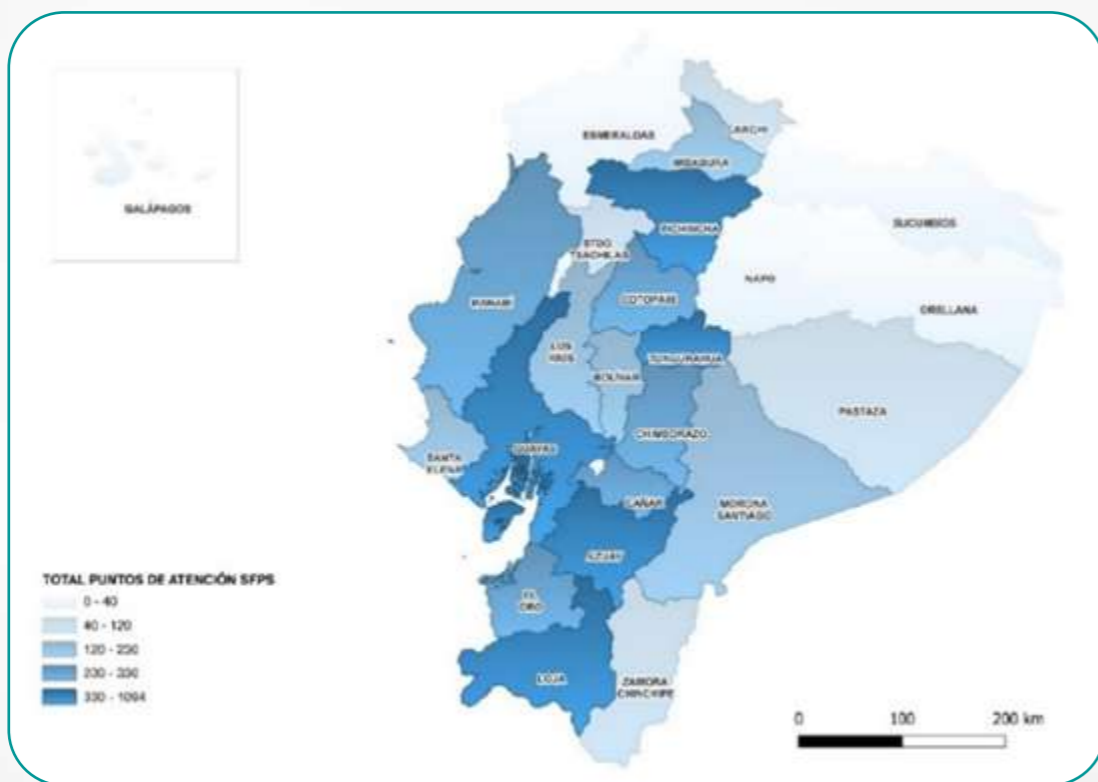 ESMERALDAS
CARCHI
IMBABURA
GALÁPAGOS
SUCUMBIOS
PICHINCHA
STDO
TSACHILAS
NAPO
COTOPAXI
MANABI
ORELLANA
LOS
RIOS
TUNGURAHUA
BOLIVAR
PASTAZA
CHIMBORAZO
GUAYAS
SANTA
ELENA
CAÑAR
MORONA
SANTIAGO
AZUAY
TOTAL PUNTOS DE ATENCIÓN SFPS
0 - 40
40 - 120
120 - 230
230 - 330
330 - 1094
EL
ORO
LOJA
ZAMORA
CHINCHIPE
0 100 200 km